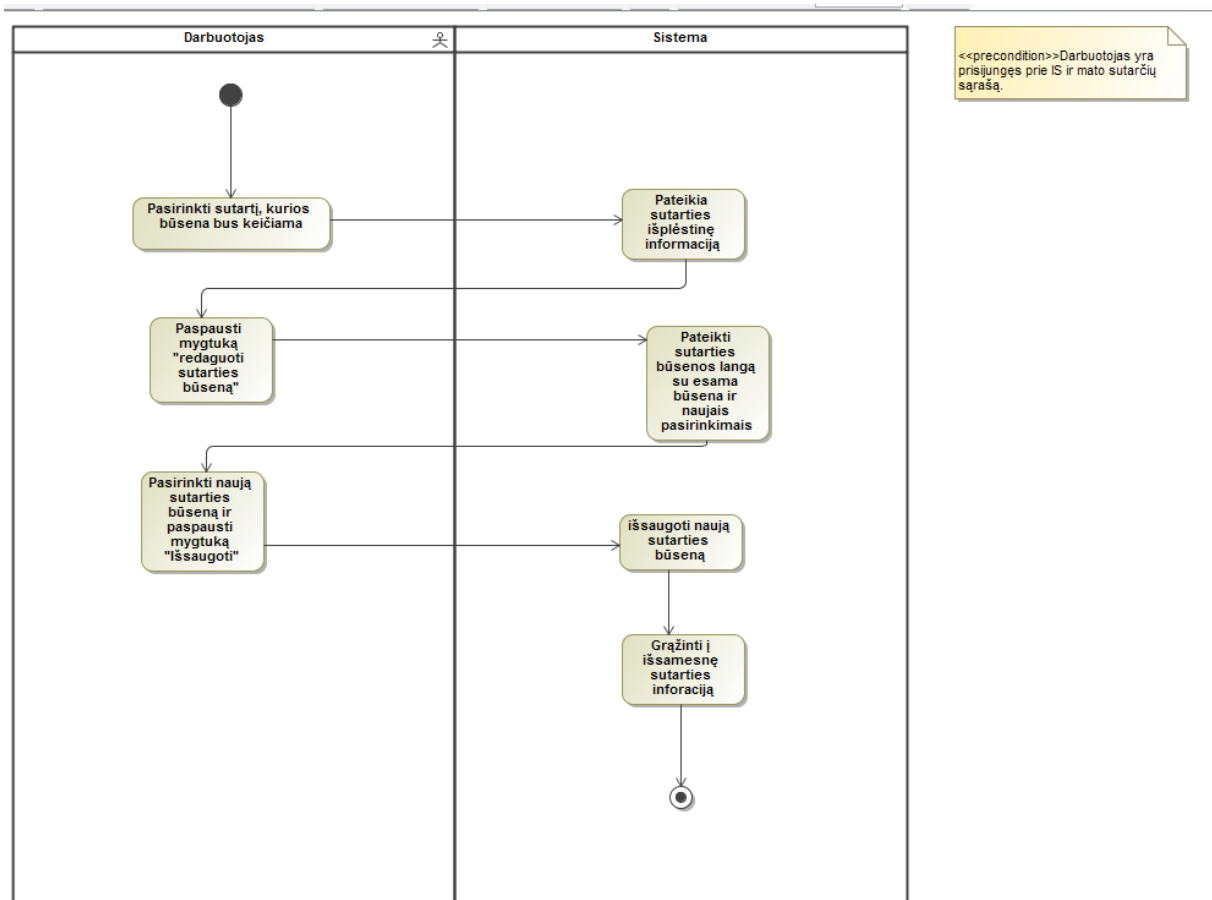 Darbuotojas
Sistema
<<precondition>>Darbuotojas yra
prisijungęs prie IS ir mato sutarčių
sąrašą.
Pasirinkti sutartį, kurios
būsena bus keičiama
Pateikia
sutarties
išplėstinę
informaciją
Paspausti
mygtuką
"redaguoti
sutarties
būseną"
Pateikti
sutarties
būsenos langą
su esama
būsena ir
naujais
pasirinkimais
Pasirinkti naują
sutarties
būseną ir
paspausti
mygtuką
"Išsaugoti"
išsaugoti naują
sutarties
būseną
Grąžinti į
išsamesnę
sutarties
inforaciją